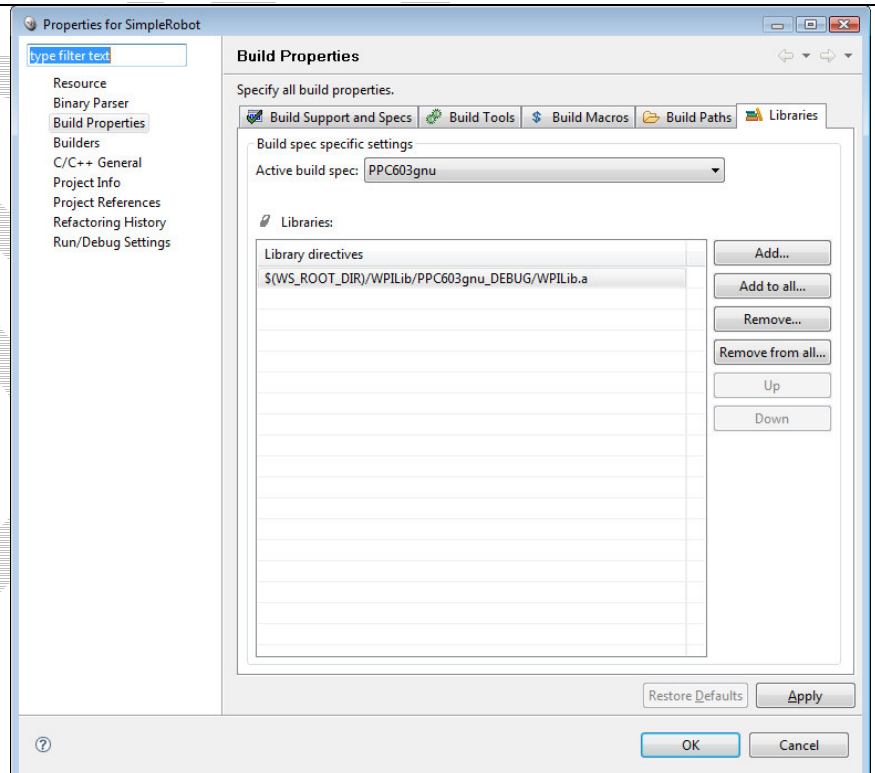 Properties for SimpleRobot
type filter text
Resource
Binary Parser
Build Properties
Builders
C/C++ General
Project Info
Project References
Refactoring History
Run/Debug Settings
Build Properties
Specify all build properties.
Build Support and Specs
Build Tools
$ Build Macros
Build Paths
Libraries
Build spec specific settings
Active build spec: PPC603gnu
Libraries:
Library directives
$(WS_ROOT_DIR)/WPILib/PPC603gnu_DEBUG/WPILib.a
Add...
Add to all...
Remove...
Remove from all...
Up
Down
Restore Defaults
Apply
?
OK
Cancel